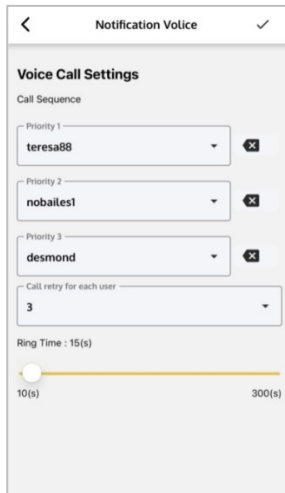 Notification Volice
Voice Call Settings
Call Sequence
Priority 1
teresa88
Priority 2
nobailes1
Priority 3
desmond
Call retry for each user
3
Ring Time : 15(s)
10(s) 300(s)